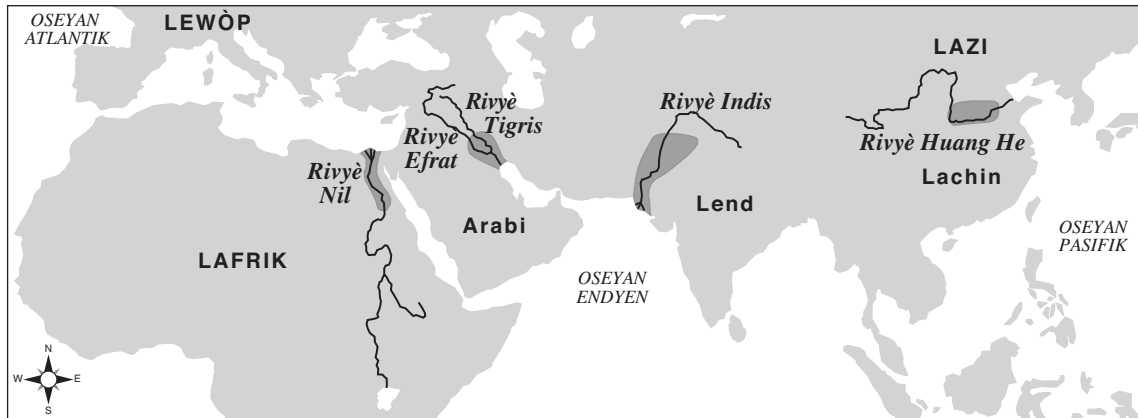 OSEYAN
ATLANTIK
LEWÒP
LAZI
Rivyè
Tigris
Rivyè
Efrat
Rivyè Indis
Rivyè Huang He
Rivyè
Nil
Lachin
Arabi
Lend
LAFRIK
OSEYAN
PASIFIK
OSEYAN
ENDYEN
N
W
E
S